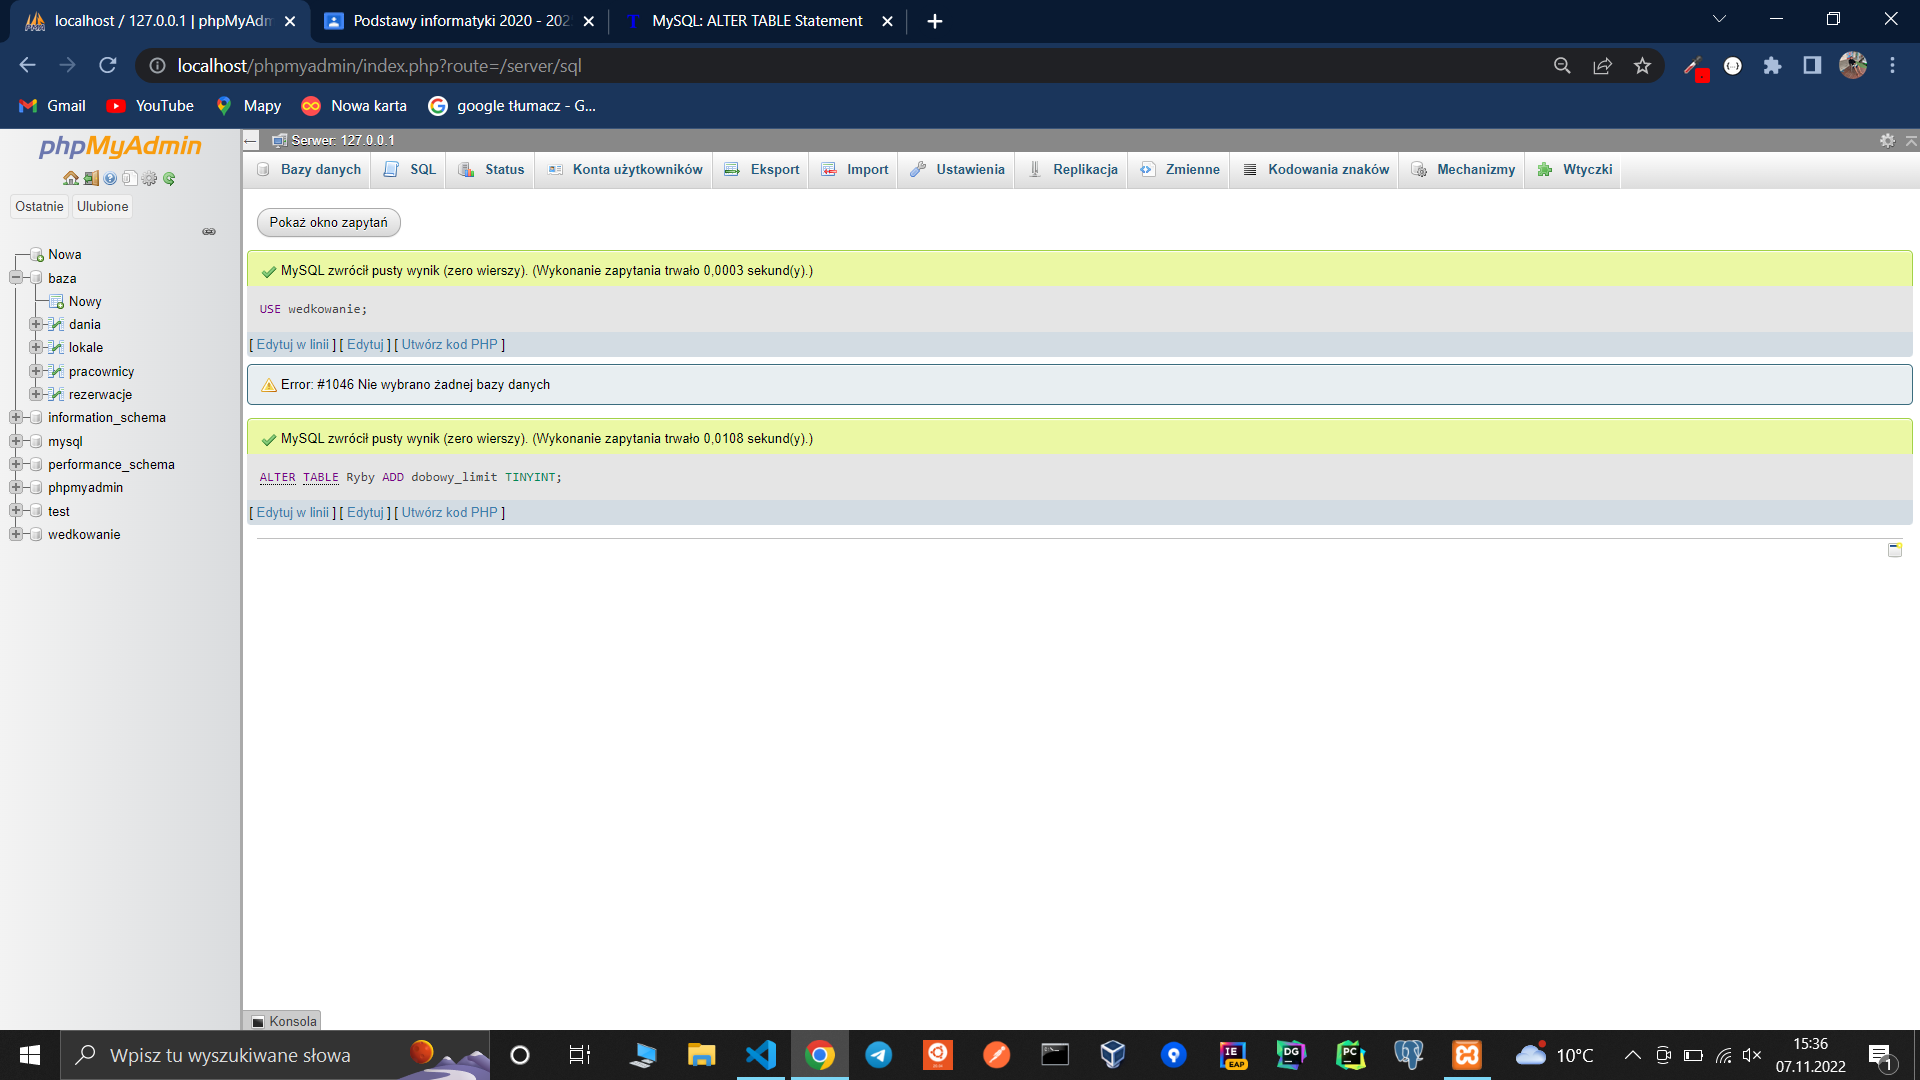 localhost / 127.0.0.1 | phpMyAdm
Podstawy informatyki 2020 - 202
MySQL: ALTER TABLE Statement
localhost/phpmyadmin/index.php?route=/server/sql
Gmail
YouTube
Mapy
Nowa karta
google tłumacz - G...
phpMyAdmin
Ostatnie
Ulubione
Nowa
baza
Nowy
dania
lokale
pracownicy
rezerwacje
information_schema
mysql
performance_schema
phpmyadmin
test
wedkowanie
Serwer: 127.0.0.1
Bazy danych
SQL
Status
Konta użytkowników
Eksport
Import
Ustawienia
Replikacja
Zmienne
Kodowania znaków
Mechanizmy
Wtyczki
Pokaż okno zapytań
MySQL zwrócił pusty wynik (zero wierszy). (Wykonanie zapytania trwało 0,0003 sekund(y).)
USE wedkowanie;
[ Edytuj w linii ] [ Edytuj ] [ Utwórz kod PHP ]
Error: #1046 Nie wybrano żadnej bazy danych
MySQL zwrócił pusty wynik (zero wierszy). (Wykonanie zapytania trwało 0,0108 sekund(y).)
ALTER TABLE Ryby ADD dobowy_limit TINYINT;
[ Edytuj w linii ] [ Edytuj ] [ Utwórz kod PHP ]
Konsola
Wpisz tu wyszukiwane słowa
IE
EAP
DG
PC
10°C
15:36
07.11.2022
1